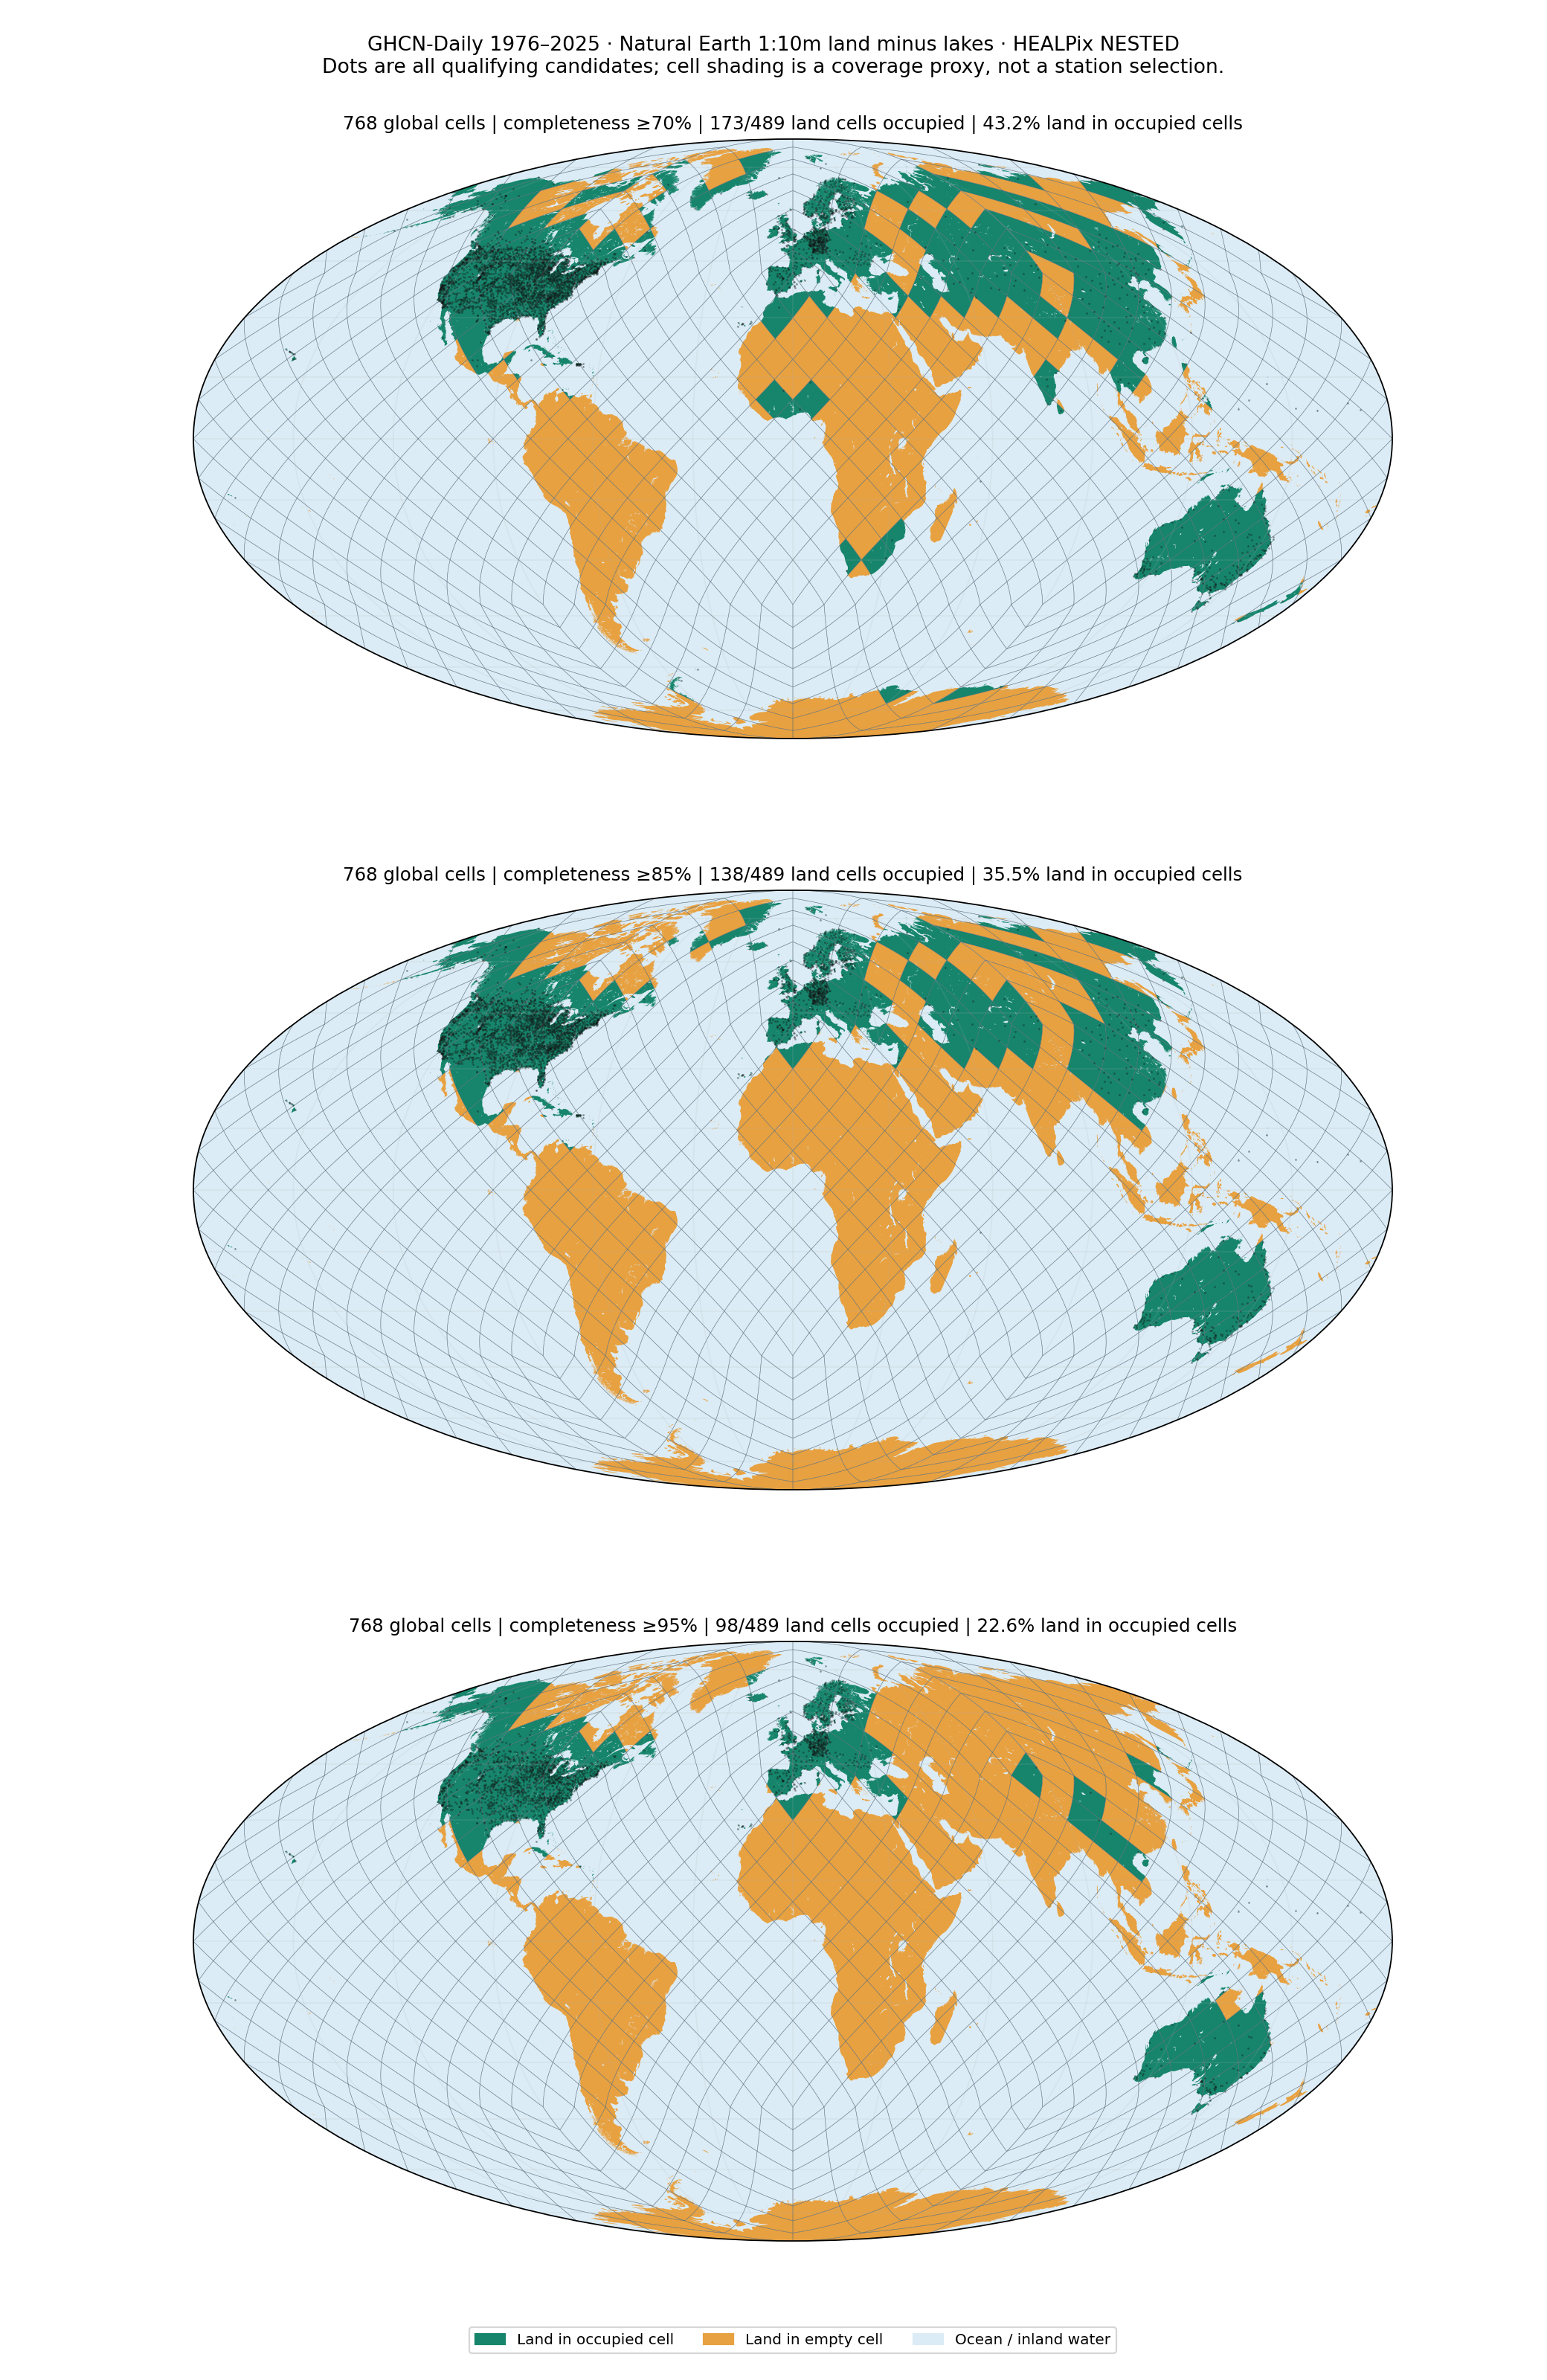 GHCN-Daily 1976–2025 · Natural Earth 1:10m land minus lakes · HEALPix NESTED
Dots are all qualifying candidates; cell shading is a coverage proxy, not a station selection.
768 global cells | completeness ≥70% | 173/489 land cells occupied | 43.2% land in occupied cells
768 global cells | completeness ≥85% | 138/489 land cells occupied | 35.5% land in occupied cells
768 global cells | completeness ≥95% | 98/489 land cells occupied | 22.6% land in occupied cells
Land in occupied cell
Land in empty cell
Ocean / inland water